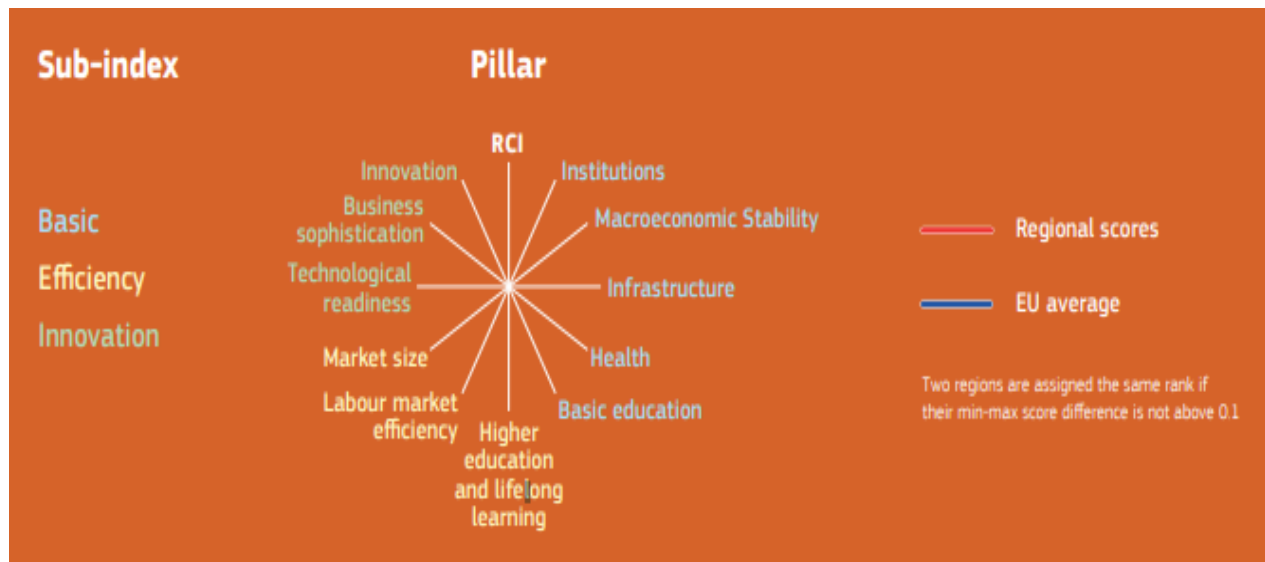 Sub-index
Pillar
RCI
Innovation
Institutions
Business
sophistication
Macroeconomic Stability
Basic
Regional scores
Technological
readiness
Efficiency
Infrastructure
EU average
Innovation
Market size
Health
Two regions are assigned the same rank if
their min-max score difference is not above 0.1
Labour market
efficiency
Basic education
Higher
education
and lifelong
learning